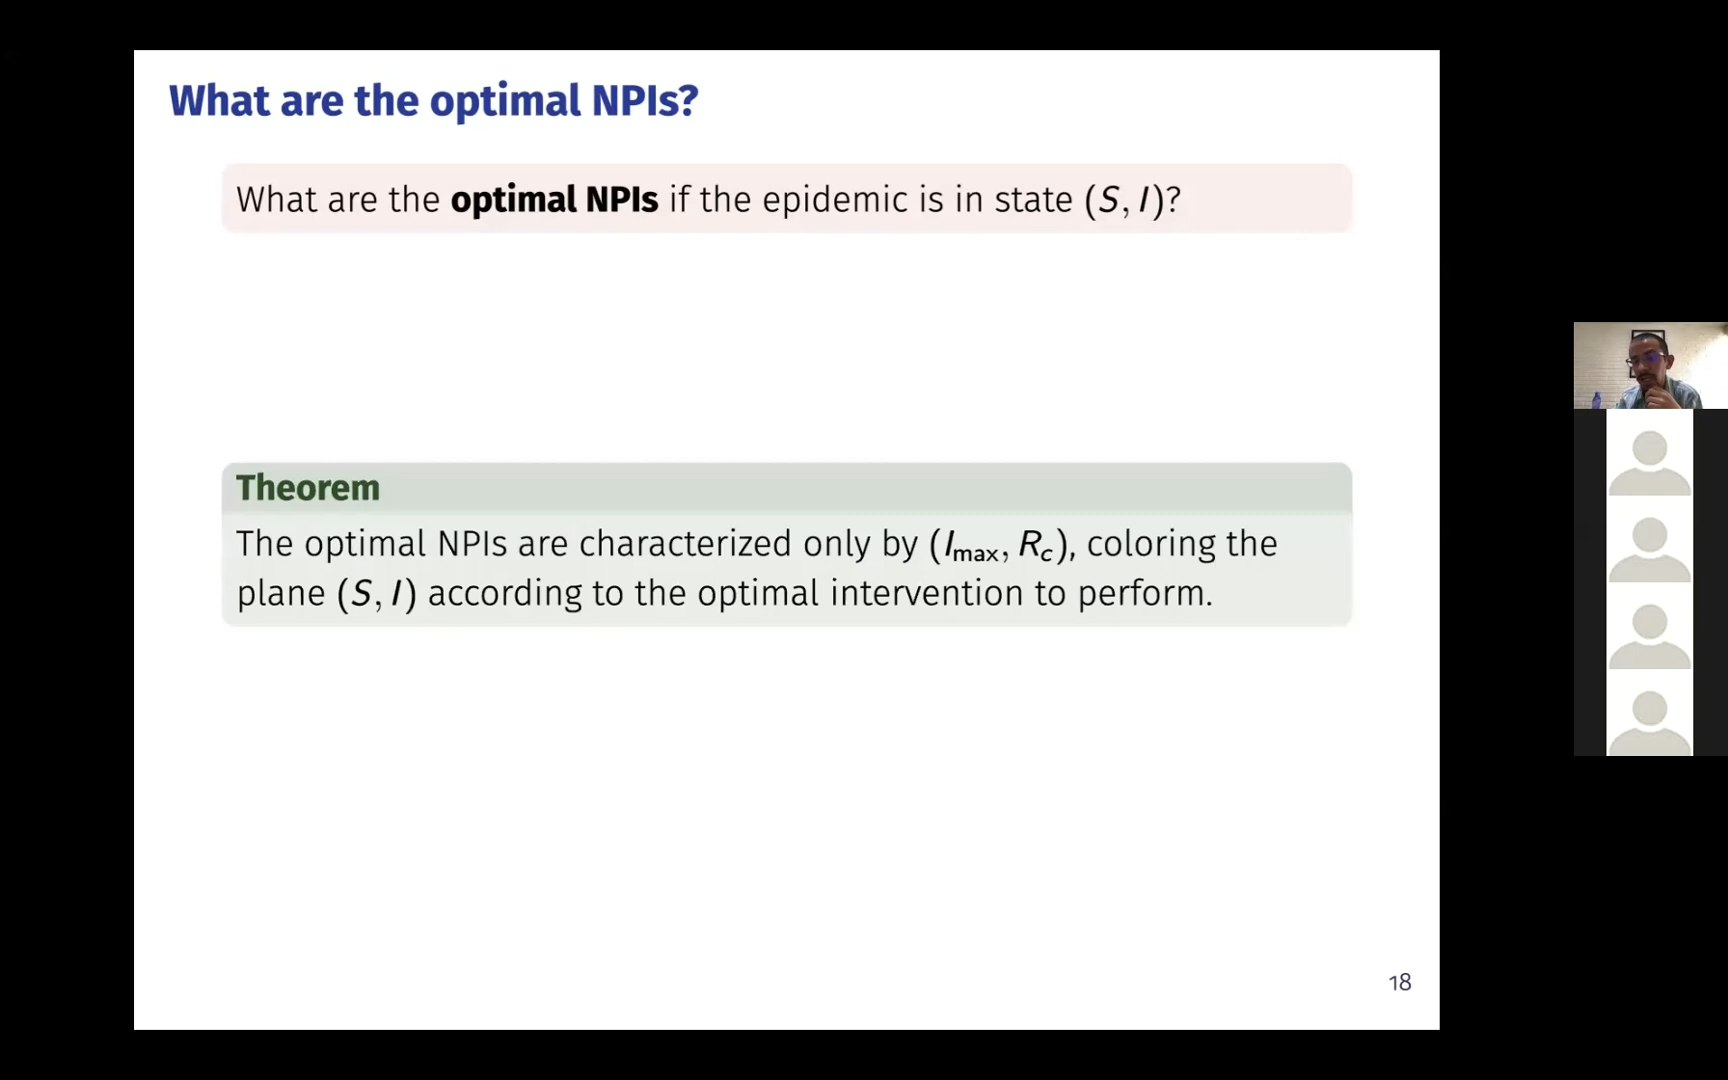 What are the optimal NPIs?
What are the optimal NPIs if the epidemic is in state (S, I)?
Theorem
The optimal NPIs are characterized only by (Imax, Rc), coloring the
plane (S, I) according to the optimal intervention to perform.
18